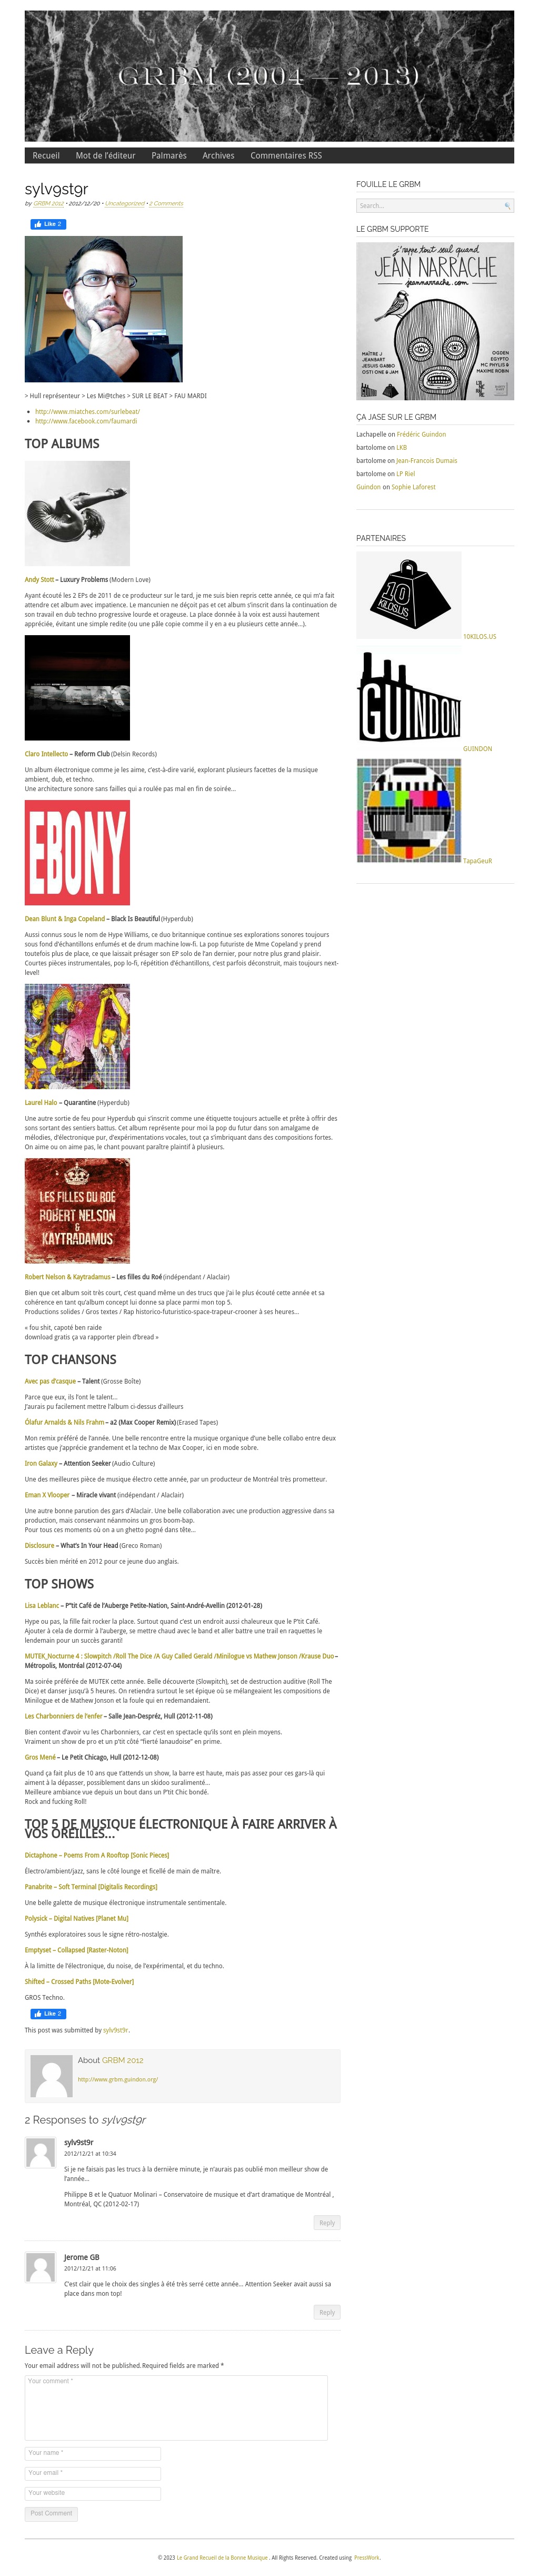 GRBM (2004 — 2013)
Recueil
Mot de l'éditeur
Palmarès
Archives
Commentaires RSS
sylv9st9r
by GRBM 2012 • 2012/12/20 • Uncategorized • 2 Comments
Like 2
> Hull représenteur > Les Mi@tches > SUR LE BEAT > FAU MARDI
http://www.miatches.com/surlebeat/
http://www.facebook.com/faumardi
TOP ALBUMS
Andy Stott – Luxury Problems (Modern Love)
Ayant écouté les 2 EPs de 2011 de ce producteur sur le tard, je me suis bien repris cette année, ce qui m'a fait
attendre cet album avec impatience. Le mancunien ne déçoit pas et cet album s'inscrit dans la continuation de
son travail en dub techno progressive lourde et orageuse. La place donnée à la voix est aussi hautement
appréciée, évitant une simple redite (ou une pâle copie comme il y en a eu plusieurs cette année...).
Claro Intellecto – Reform Club (Delsin Records)
Un album électronique comme je les aime, c'est-à-dire varié, explorant plusieurs facettes de la musique
ambient, dub, et techno.
Une architecture sonore sans failles qui a roulée pas mal en fin de soirée...
EBONY
Dean Blunt & Inga Copeland – Black Is Beautiful (Hyperdub)
Aussi connus sous le nom de Hype Williams, ce duo britannique continue ses explorations sonores toujours
sous fond d'échantillons enfumés et de drum machine low-fi. La pop futuriste de Mme Copeland y prend
toutefois plus de place, ce que laissait présager son EP solo de l'an dernier, pour notre plus grand plaisir.
Courtes pièces instrumentales, pop lo-fi, répétition d'échantillons, c'est parfois déconstruit, mais toujours next-
level!
Laurel Halo – Quarantine (Hyperdub)
Une autre sortie de feu pour Hyperdub qui s'inscrit comme une étiquette toujours actuelle et prête à offrir des
sons sortant des sentiers battus. Cet album représente pour moi la pop du futur dans son amalgame de
mélodies, d'électronique pur, d'expérimentations vocales, tout ça s'imbriquant dans des compositions fortes.
On aime ou on aime pas, le chant pouvant paraître plaintif à plusieurs.
LES FILLES DU ROÉ
ROBERT NELSON
&
KAYTRADAMUS
Robert Nelson & Kaytradamus – Les filles du Roé (indépendant / Alaclair)
Bien que cet album soit très court, c'est quand même un des trucs que j'ai le plus écouté cette année et sa
cohérence en tant qu'album concept lui donne sa place parmi mon top 5.
Productions solides / Gros textes / Rap historico-futuristico-space-trapeur-crooner à ses heures...
« fou shit, capoté ben raide
download gratis ça va rapporter plein d'bread »
TOP CHANSONS
Avec pas d'casque – Talent (Grosse Boîte)
Parce que eux, ils l'ont le talent...
J'aurais pu facilement mettre l'album ci-dessus d'ailleurs
Ólafur Arnalds & Nils Frahm – a2 (Max Cooper Remix) (Erased Tapes)
Mon remix préféré de l'année. Une belle rencontre entre la musique organique d'une belle collabo entre deux
artistes que j'apprécie grandement et la techno de Max Cooper, ici en mode sobre.
Iron Galaxy – Attention Seeker (Audio Culture)
Une des meilleures pièce de musique électro cette année, par un producteur de Montréal très prometteur.
Eman X Vlooper – Miracle vivant (indépendant / Alaclair)
Une autre bonne parution des gars d'Alaclair. Une belle collaboration avec une production aggressive dans sa
production, mais conservant néanmoins un gros boom-bap.
Pour tous ces moments où on a un ghetto pogné dans tête...
Disclosure – What's In Your Head (Greco Roman)
Succès bien mérité en 2012 pour ce jeune duo anglais.
TOP SHOWS
Lisa Leblanc – P'tit Café de l'Auberge Petite-Nation, Saint-André-Avellin (2012-01-28)
Hype ou pas, la fille fait rocker la place. Surtout quand c'est un endroit aussi chaleureux que le P'tit Café.
Ajouter à cela de dormir à l'auberge, se mettre chaud avec le band et aller battre une trail en raquettes le
lendemain pour un succès garanti!
MUTEK_Nocturne 4 : Slowpitch /Roll The Dice /A Guy Called Gerald /Minilogue vs Mathew Jonson /Krause Duo –
Métropolis, Montréal (2012-07-04)
Ma soirée préférée de MUTEK cette année. Belle découverte (Slowpitch), set de destruction auditive (Roll The
Dice) et danser jusqu'à 5 heures. On retiendra surtout le set épique où se mélangeaient les compositions de
Minilogue et de Mathew Jonson et la foule qui en redemandaient.
Les Charbonniers de l'enfer – Salle Jean-Despréz, Hull (2012-11-08)
Bien content d'avoir vu les Charbonniers, car c'est en spectacle qu'ils sont en plein moyens.
Vraiment un show de pro et un p'tit côté "fierté lanaudoise" en prime.
Gros Mené – Le Petit Chicago, Hull (2012-12-08)
Quand ça fait plus de 10 ans que t'attends un show, la barre est haute, mais pas assez pour ces gars-là qui
aiment à la dépasser, possiblement dans un skidoo suralimenté...
Meilleure ambiance vue depuis un bout dans un P'tit Chic bondé.
Rock and fucking Roll!
TOP 5 DE MUSIQUE ÉLECTRONIQUE À FAIRE ARRIVER À
VOS OREILLES...
Dictaphone – Poems From A Rooftop [Sonic Pieces]
Électro/ambient/jazz, sans le côté lounge et ficellé de main de maître.
Panabrite – Soft Terminal [Digitalis Recordings]
Une belle galette de musique électronique instrumentale sentimentale.
Polysick – Digital Natives [Planet Mu]
Synthés exploratoires sous le signe rétro-nostalgie.
Emptyset – Collapsed [Raster-Noton]
À la limitte de l'électronique, du noise, de l'expérimental, et du techno.
Shifted – Crossed Paths [Mote-Evolver]
GROS Techno.
Like 2
This post was submitted by sylv9st9r.
About GRBM 2012
http://www.grbm.guindon.org/
2 Responses to sylv9st9r
sylv9st9r
2012/12/21 at 10:34
Si je ne faisais pas les trucs à la dernière minute, je n'aurais pas oublié mon meilleur show de
l'année...
Philippe B et le Quatuor Molinari – Conservatoire de musique et d'art dramatique de Montréal ,
Montréal, QC (2012-02-17)
Reply
Jerome GB
2012/12/21 at 11:06
C'est clair que le choix des singles à été très serré cette année... Attention Seeker avait aussi sa
place dans mon top!
Reply
Leave a Reply
Your email address will not be published. Required fields are marked *
Your comment *
Your name *
Your email *
Your website
Post Comment
FOUILLE LE GRBM
Search...
LE GRBM SUPPORTE
j'rappe tout seul quand
JEAN NARRACHE
jeannarrache.com
MAITRE J
JEANBART
JESUIS GABBO
OSTI ONE & JAM
OGDEN
EGYPTO
MC PHYLIS &
MAXIME ROBIN
ÇA JASE SUR LE GRBM
Lachapelle on Frédéric Guindon
bartolome on LKB
bartolome on Jean-Francois Dumais
bartolome on LP Riel
Guindon on Sophie Laforest
PARTENAIRES
10
KILOS.US
10KILOS.US
GUINDON
GUINDON
TapaGeuR
© 2023 Le Grand Recueil de la Bonne Musique . All Rights Reserved. Created using PressWork.